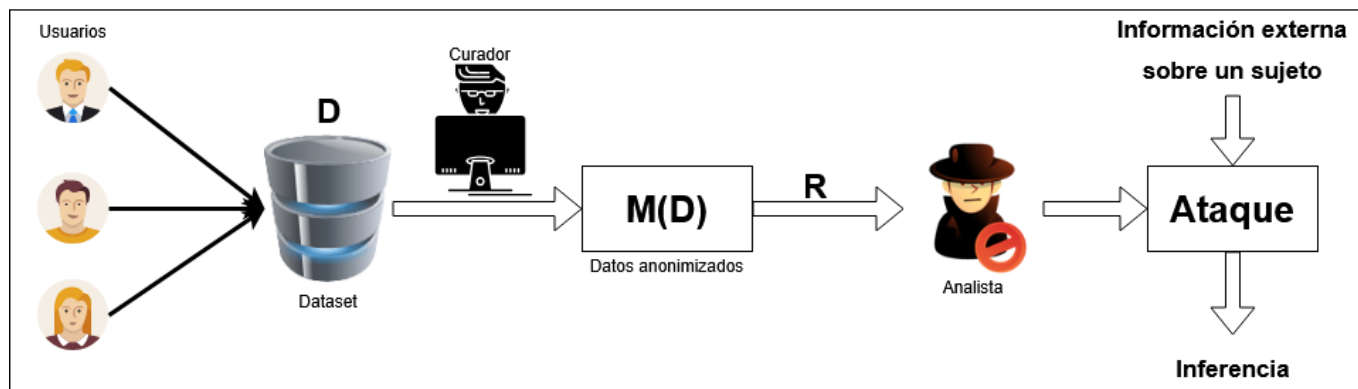 Usuarios
D
Dataset
Curador
M(D)
Datos anonimizados
R
Analista
Información externa
sobre un sujeto
Ataque
Inferencia